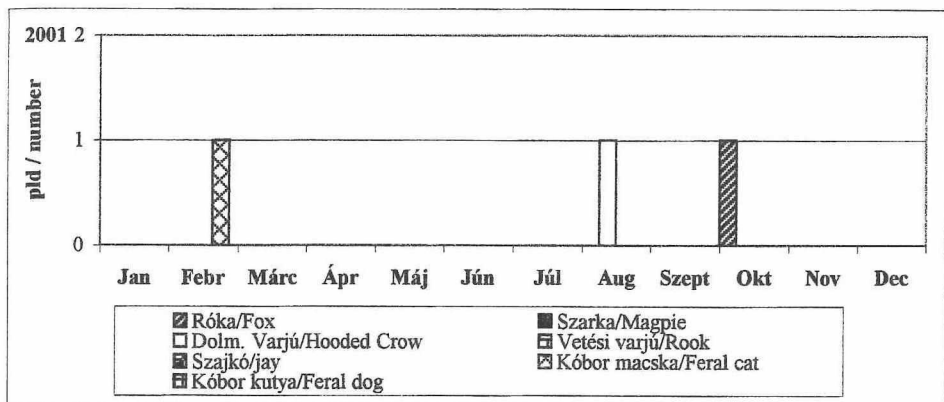 2001 2
pld / number
1
0
Jan Febr Márc Ápr Máj Jún Júl Aug Szept Okt Nov Dec
Róka/Fox Szarka/Magpie
Dolm. Varjú/Hooded Crow Vetési varjú/Rook
Szajkó/jay Kóbor macska/Feral cat
Kóbor kutya/Feral dog